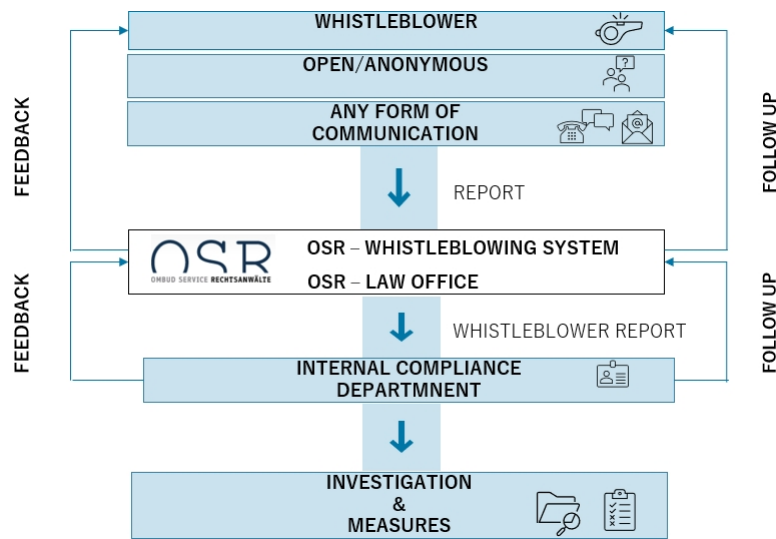 WHISTLEBLOWER
OPEN/ANONYMOUS
?
ANY FORM OF
COMMUNICATION
@
FEEDBACK
FOLLOW UP
REPORT
OSR
OMBUD SERVICE RECHTSANWÄLTE
OSR – WHISTLEBLOWING SYSTEM
OSR – LAW OFFICE
FEEDBACK
FOLLOW UP
WHISTLEBLOWER REPORT
INTERNAL COMPLIANCE
DEPARTMNENT
INVESTIGATION
&
MEASURES